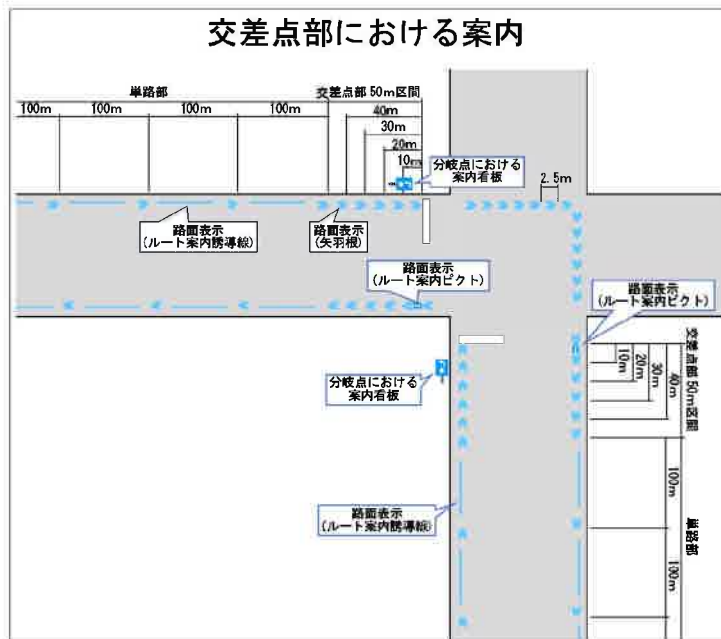 交差点部における案内
単路部
交差点部 50m区間
100m
100m
100m
100m
40m
30m
20m
10m
分岐点における
案内看板
2.5m
路面表示
(ルート案内誘導線)
路面表示
(矢羽根)
路面表示
(ルート案内ピクト)
路面表示
(ルート案内ピクト)
分岐点における
案内看板
交差点部 50m区間
10m
20m
30m
40m
路面表示
(ルート案内誘導線)
100m
100m
単路部